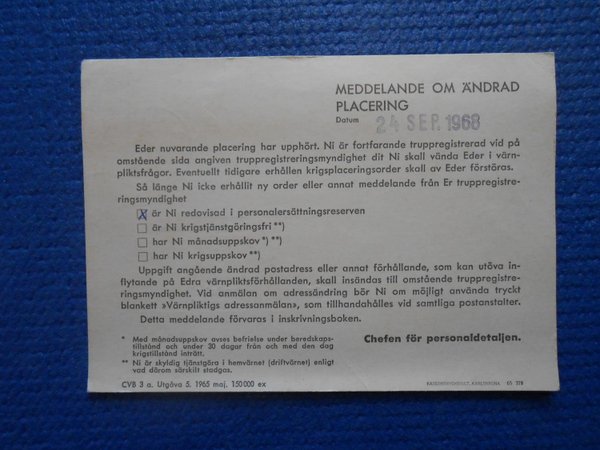 MEDDELANDE OM ÄNDRAD
PLACERING
Datum 24 SEP. 1968
Eder nuvarande placering har upphört. Ni är fortfarande truppregistrerad vid på
omstående sida angiven truppregistreringsmyndighet dit Ni skall vända Eder i värn-
pliktsfrågor. Eventuellt tidigare erhållen krigsplaceringsorder skall av Eder förstöras.
Så länge Ni icke erhållit ny order eller annat meddelande från Er truppregistre-
ringsmyndighet
X är Ni redovisad i personalersättningsreserven
är Ni krigstjänstgöringsfri **)
har Ni månadsuppskov *) **)
har Ni krigsuppskov **)
Uppgift angående ändrad postadress eller annat förhållande, som kan utöva in-
flytande på Edra värnpliktsförhållanden, skall insändas till omstående truppregistre-
ringsmyndighet. Vid anmälan om adressändring bör Ni om möjligt använda tryckt
blankett »Värnpliktigs adressanmälan», som tillhandahålles vid samtliga postanstalter.
Detta meddelande förvaras i inskrivningsboken.
* Med månadsuppskov avses befrielse under beredskaps-
tillstånd och under 30 dagar från och med den dag
krigstillstånd inträtt.
Chefen för personaldetaljen.
** Ni är skyldig tjänstgöra i hemvärnet (driftvärnet) enligt
vad därom särskilt stadgas.
CVB 3 a. Utgåva 5. 1965 maj. 150 000 ex
KARLSKRONA 65